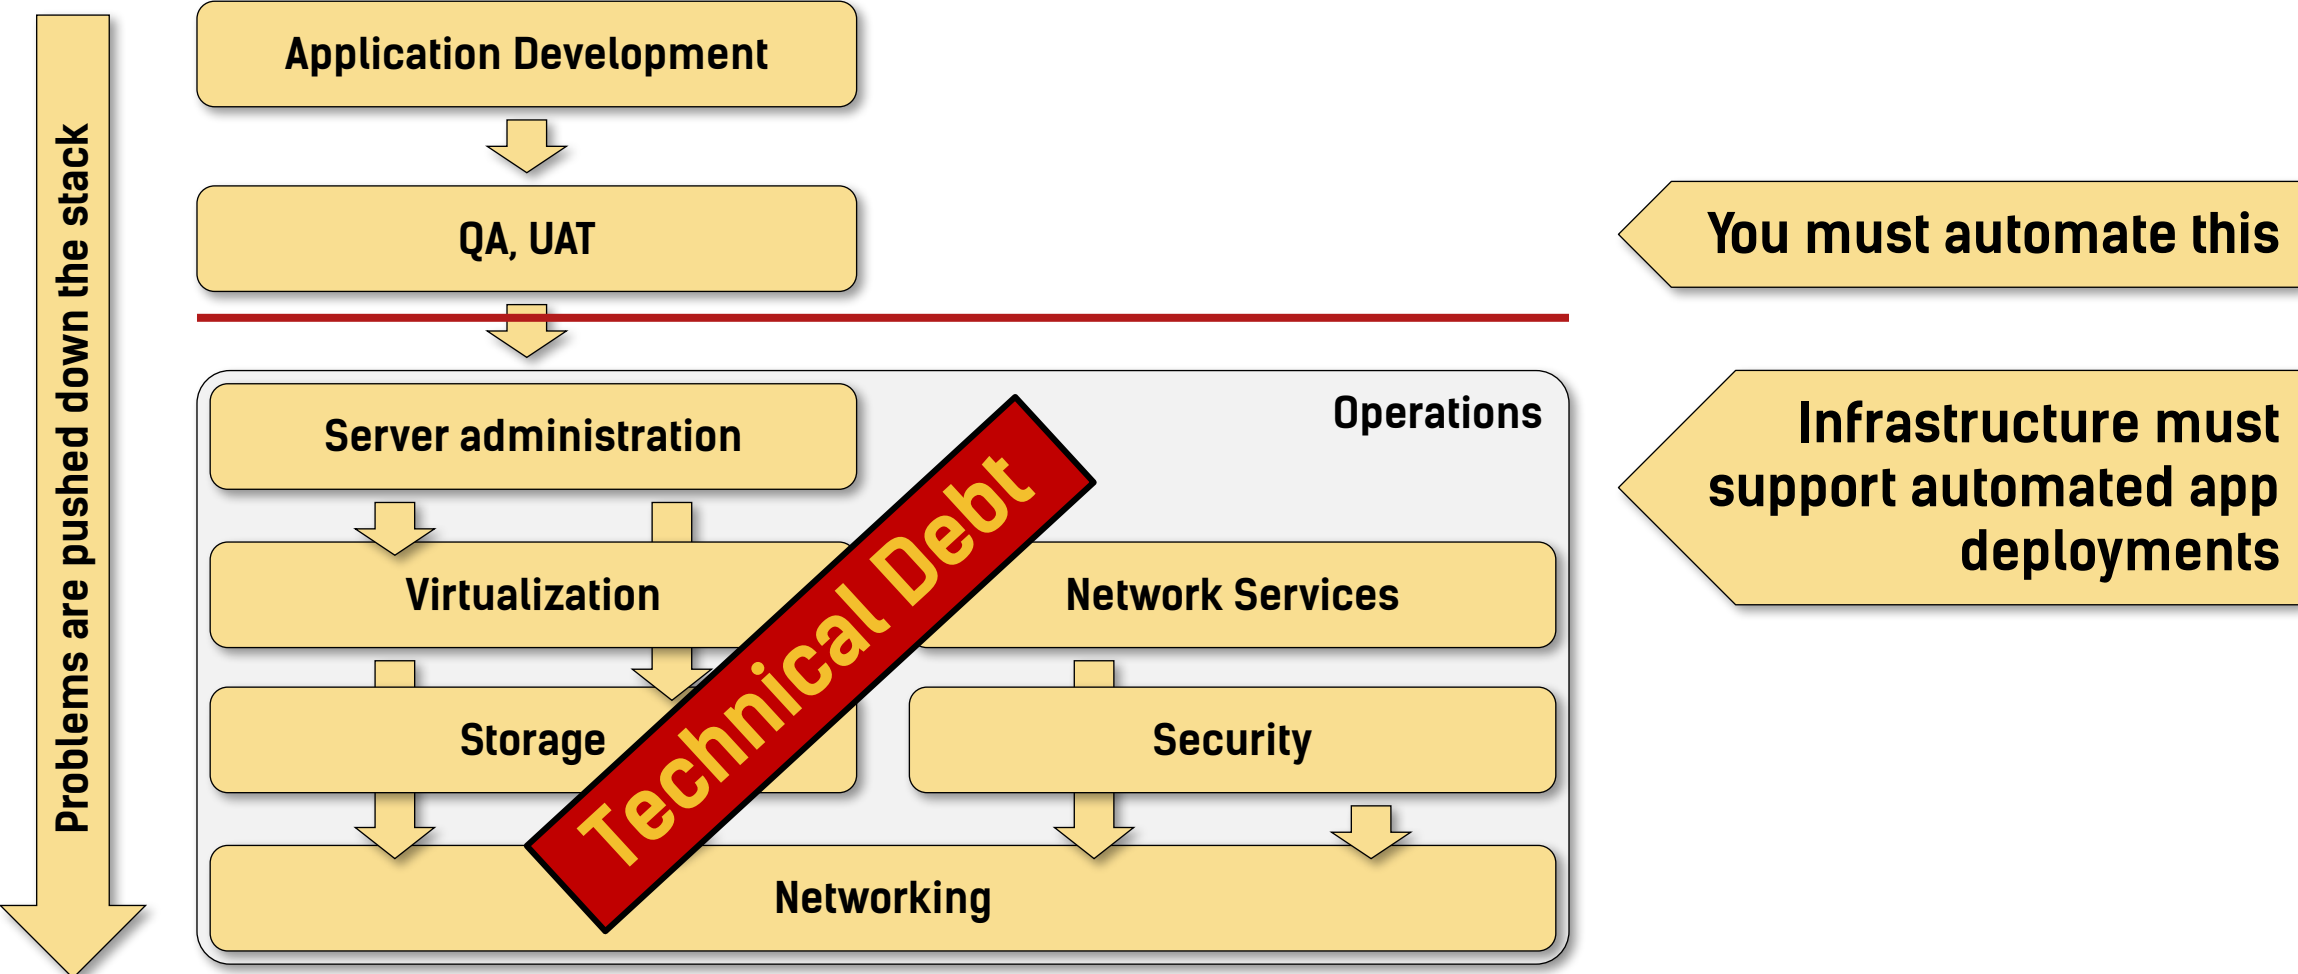 Problems are pushed down the stack
Application Development
QA, UAT
You must automate this
Operations
Server administration
Infrastructure must
support automated app
deployments
Virtualization
Network Services
Technical Debt
Storage
Security
Networking